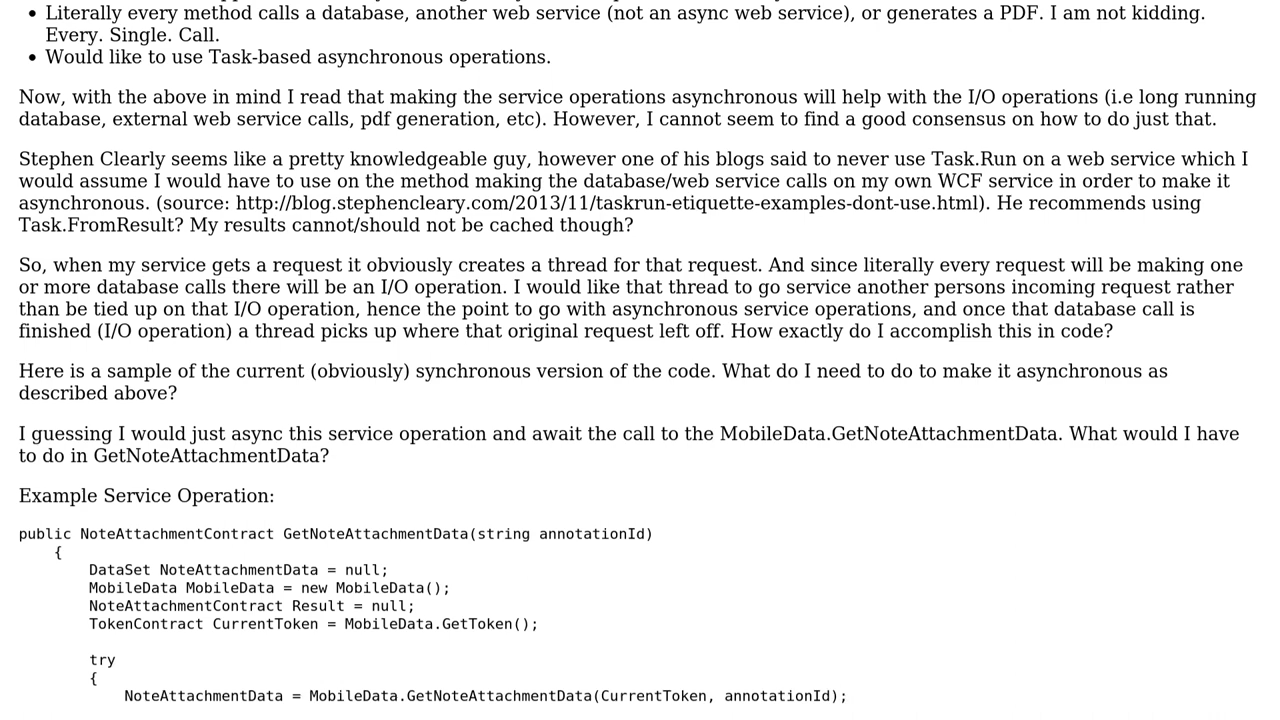 • Literally every method calls a database, another web service (not an async web service), or generates a PDF. I am not kidding.
Every. Single. Call.
• Would like to use Task-based asynchronous operations.
Now, with the above in mind I read that making the service operations asynchronous will help with the I/O operations (i.e long running
database, external web service calls, pdf generation, etc). However, I cannot seem to find a good consensus on how to do just that.
Stephen Clearly seems like a pretty knowledgeable guy, however one of his blogs said to never use Task.Run on a web service which I
would assume I would have to use on the method making the database/web service calls on my own WCF service in order to make it
asynchronous. (source: http://blog.stephencleary.com/2013/11/taskrun-etiquette-examples-dont-use.html). He recommends using
Task.FromResult? My results cannot/should not be cached though?
So, when my service gets a request it obviously creates a thread for that request. And since literally every request will be making one
or more database calls there will be an I/O operation. I would like that thread to go service another persons incoming request rather
than be tied up on that I/O operation, hence the point to go with asynchronous service operations, and once that database call is
finished (I/O operation) a thread picks up where that original request left off. How exactly do I accomplish this in code?
Here is a sample of the current (obviously) synchronous version of the code. What do I need to do to make it asynchronous as
described above?
I guessing I would just async this service operation and await the call to the MobileData.GetNoteAttachmentData. What would I have
to do in GetNoteAttachmentData?
Example Service Operation:
public NoteAttachmentContract GetNoteAttachmentData(string annotationId)
    {
        DataSet NoteAttachmentData = null;
        MobileData MobileData = new MobileData();
        NoteAttachmentContract Result = null;
        TokenContract CurrentToken = MobileData.GetToken();
        try
        {
            NoteAttachmentData = MobileData.GetNoteAttachmentData(CurrentToken, annotationId);